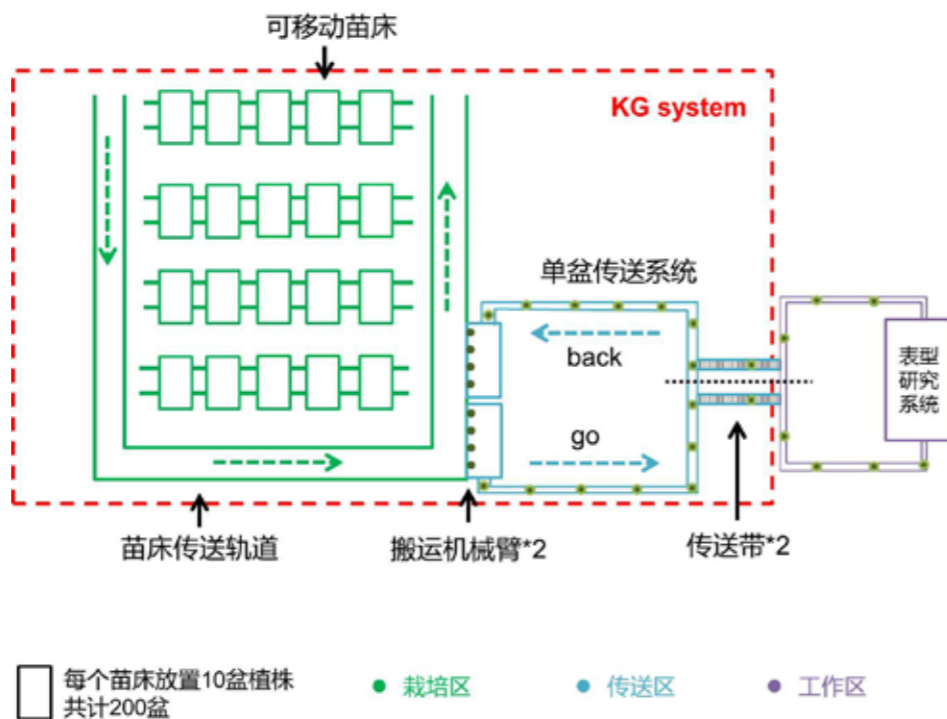 可移动苗床
KG system
单盆传送系统
back
go
表型
研究
系统
苗床传送轨道
搬运机械臂*2
传送带*2
每个苗床放置10盆植株
共计200盆
栽培区
传送区
工作区